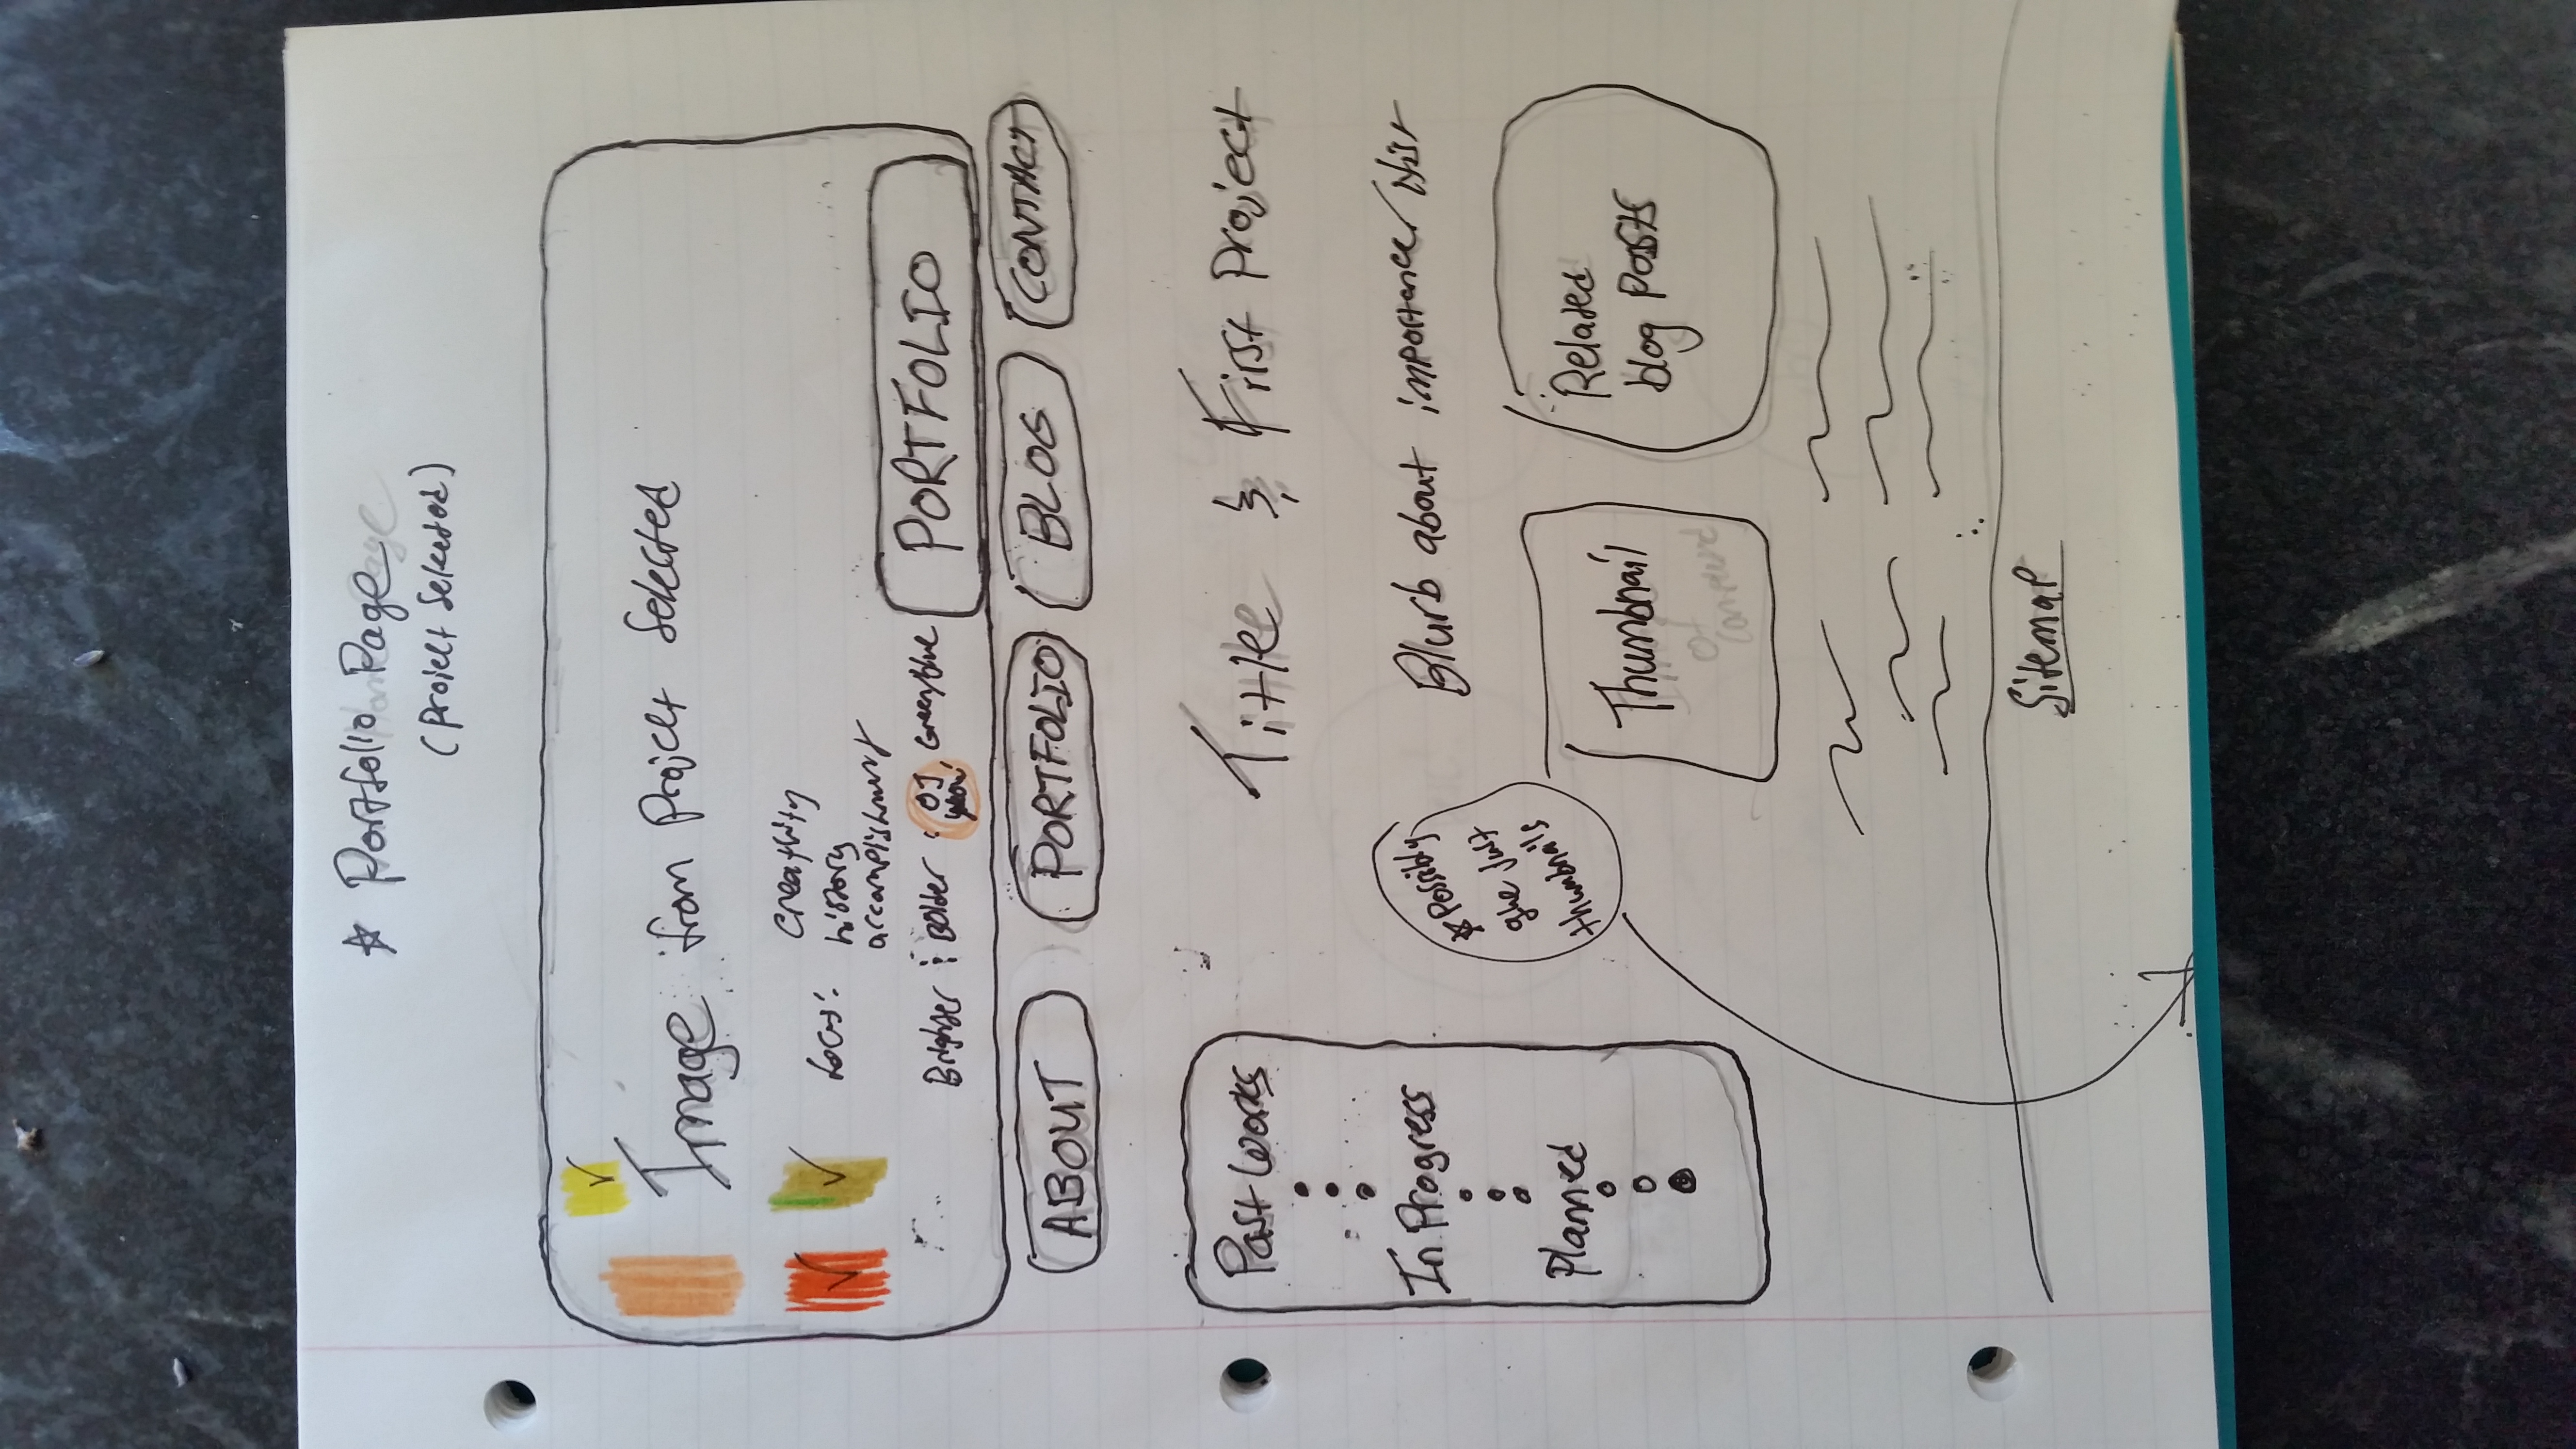 ☆ Portfolio Page
(Project Selected)
Image from Project Selected
focus: creativity
history
accomplishment
Brighter : Bolder : OJ, Green/blue
yellow
PORTFOLIO
ABOUT PORTFOLIO BLOG CONTACT
Past Works
In Progress
Planned
Title & First Project
Blurb about importance/Hist
☆ Possibly
give just
thumbnails
Thumbnail
Related
blog posts
Sitemap